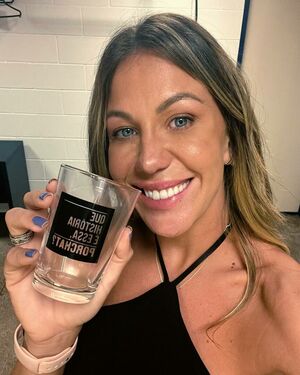 QUE
HISTÓRIA
É ESSA,
PORCHAT?